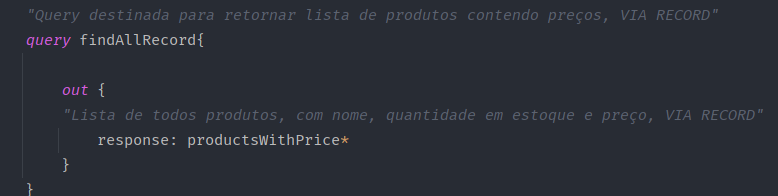 "Query destinada para retornar lista de produtos contendo preços, VIA RECORD"
query findAllRecord{
out {
"Lista de todos produtos, com nome, quantidade em estoque e preço, VIA RECORD"
response: productsWithPrice*
}
}